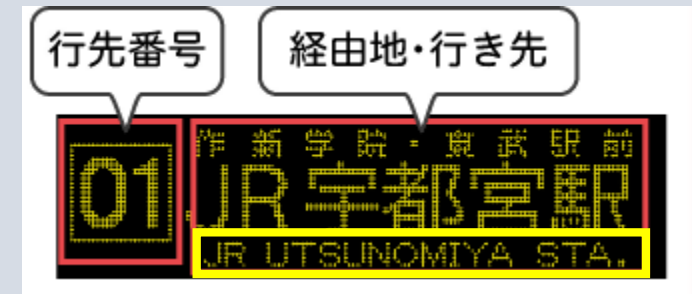 行先番号
経由地・行き先
01
作新学院・東武駅前
JR宇都宮駅
JR UTSUNOMIYA STA.